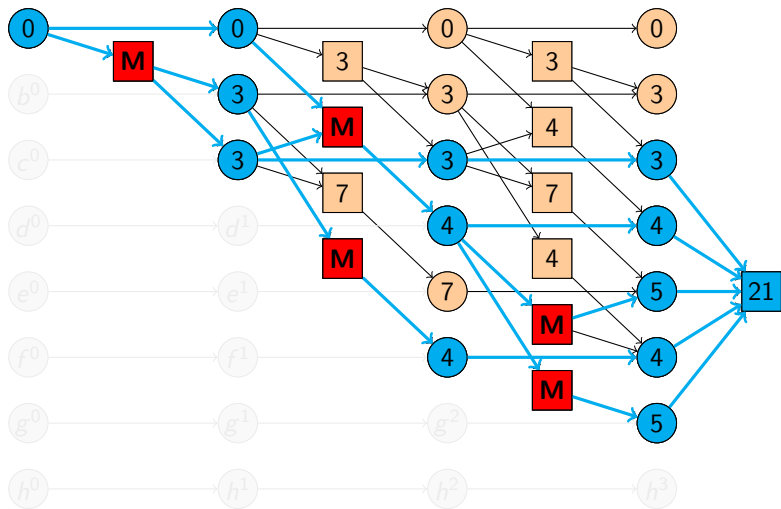 0 0 0 0
M 3 3
b⁰ 3 3 3
M 4
c⁰ 3 3 3
7 7
d⁰ d¹ 4 4
M 4
e⁰ e¹ 7 5 21
M
f⁰ f¹ 4 4
M
g⁰ g¹ g² 5
h⁰ h¹ h² h³